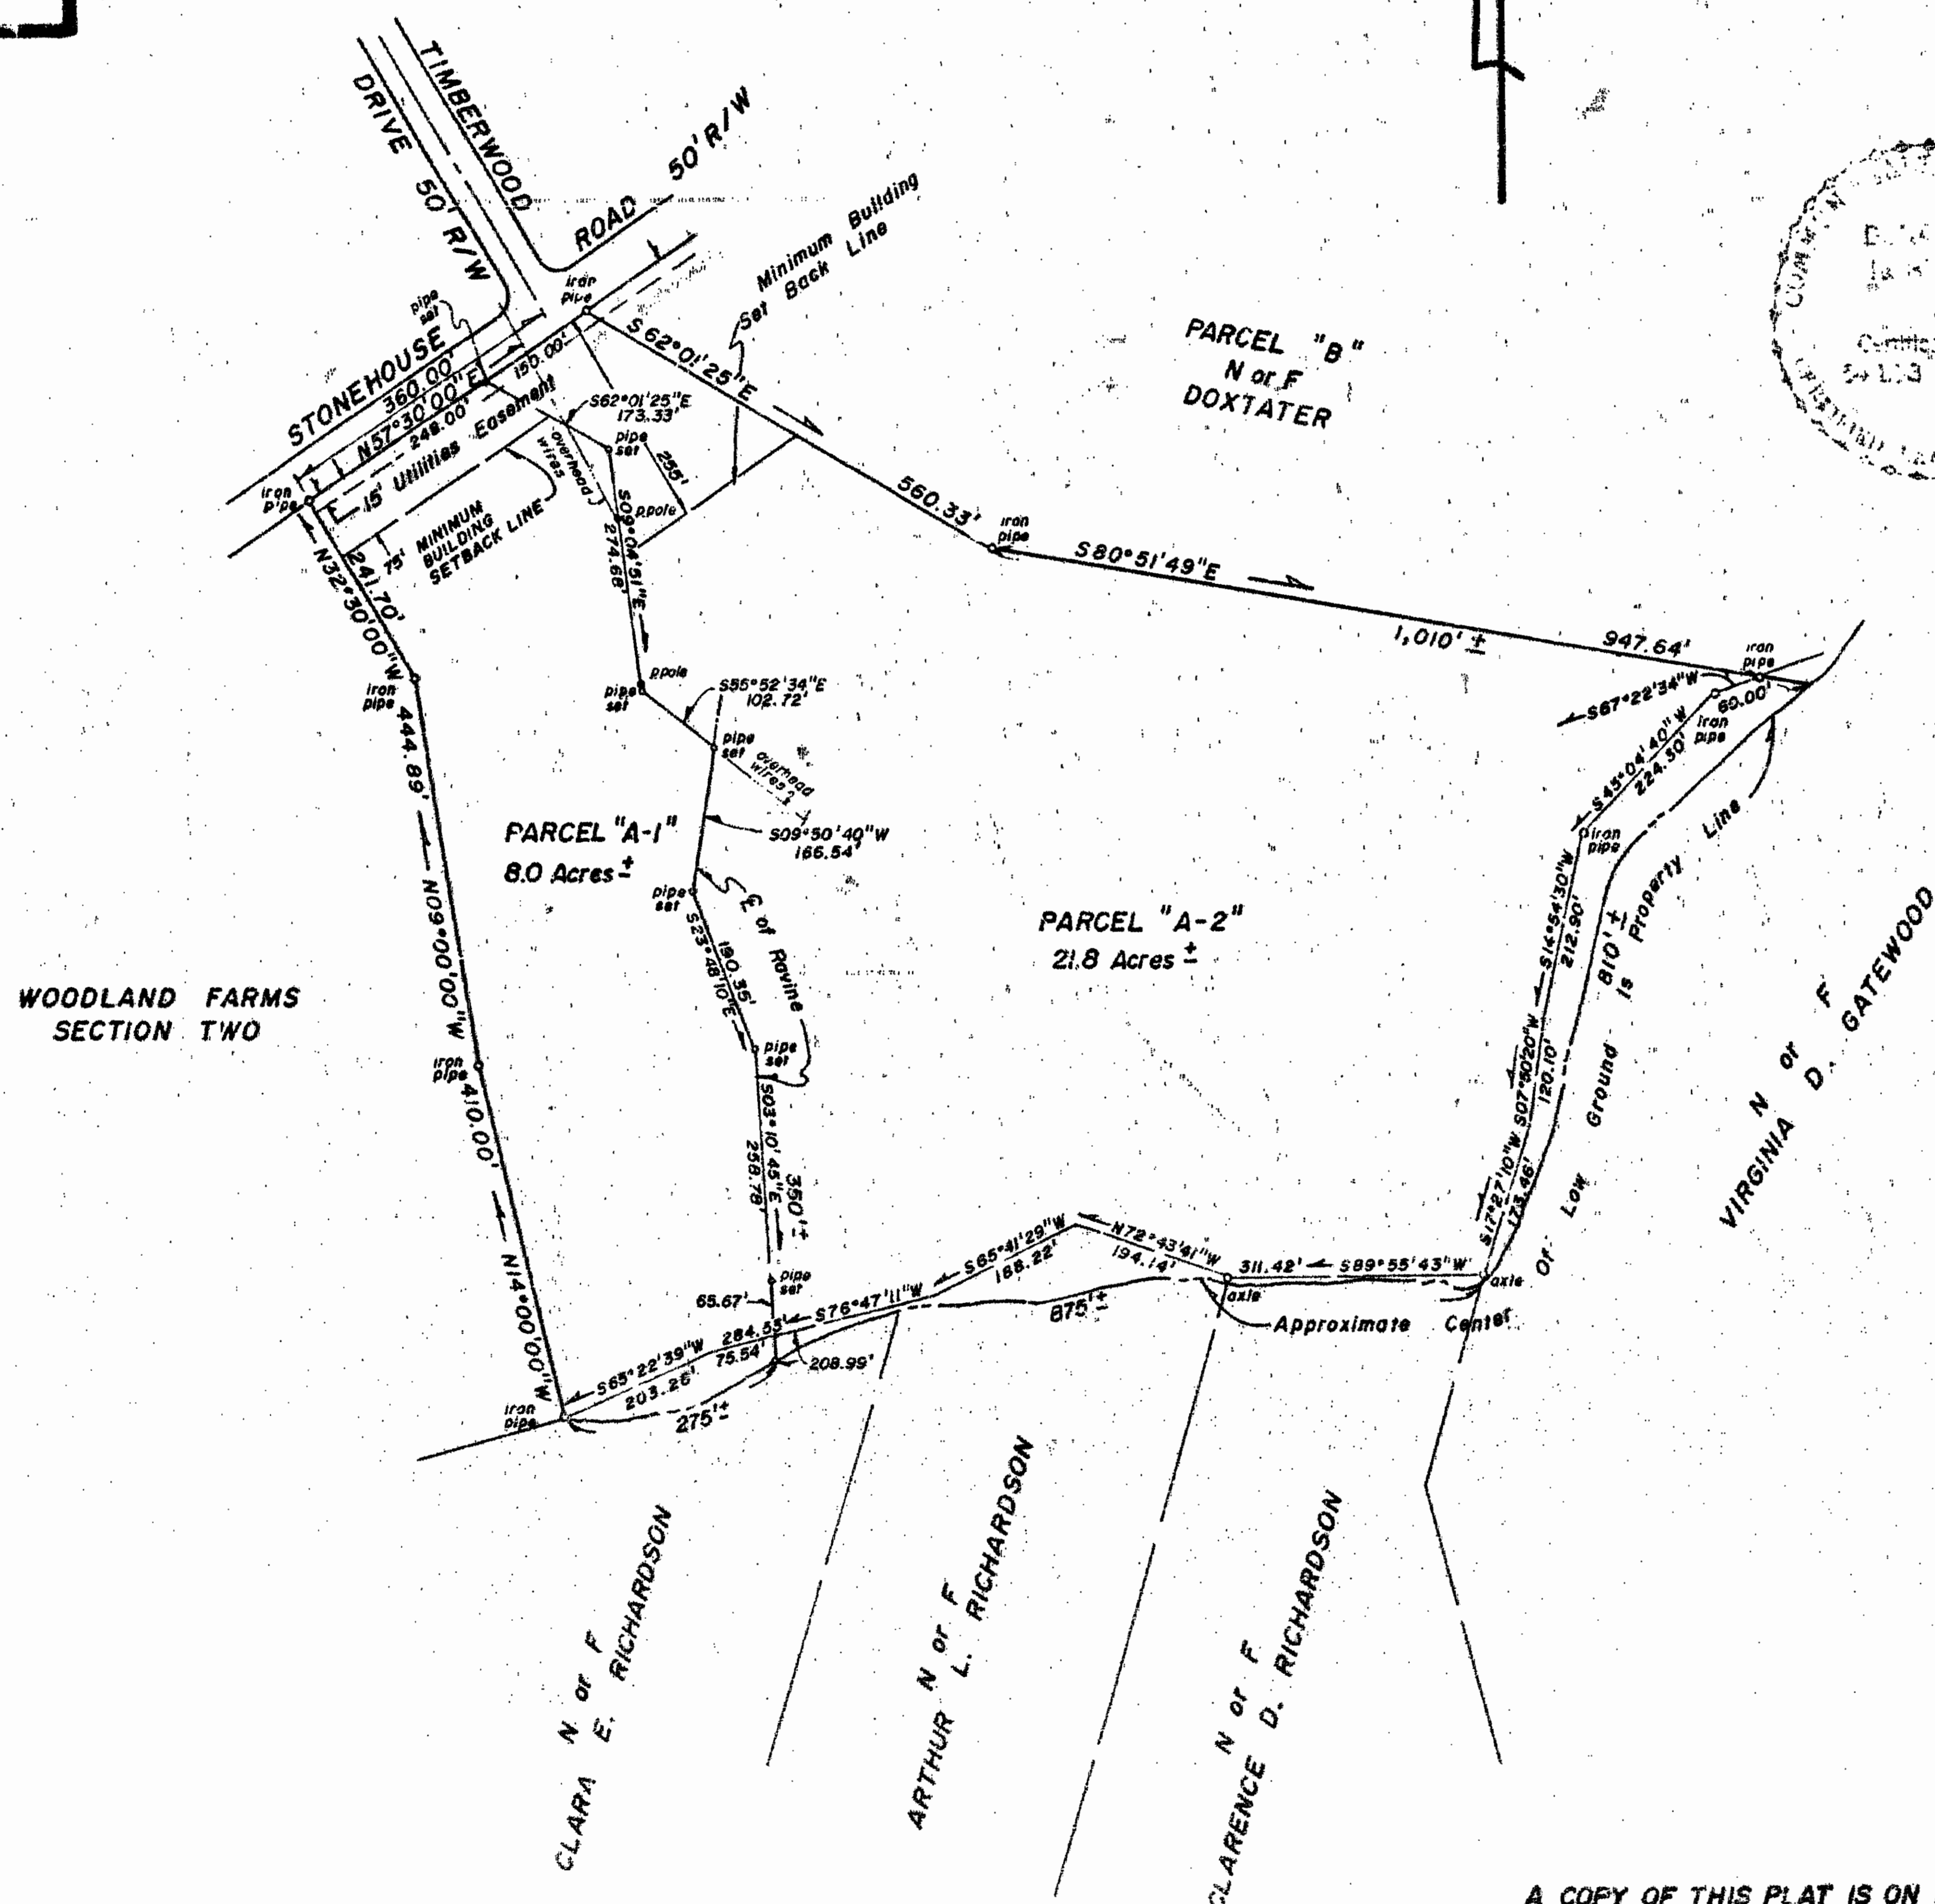 TIMBERWOOD
DRIVE 50' R/W
ROAD 50' R/W
STONEHOUSE
iron
pipe
pipe
set
360.00'
N57°30'00"E
150.00'
248.00'
15' Utilities Easement
Minimum Building
Set Back Line
S62°01'25"E
560.33'
S62°01'25"E
173.33'
pipe
set
overhead
wires
255'
p.pole
S09°04'51"E
274.68'
iron
pipe
75' MINIMUM
BUILDING
SETBACK LINE
241.70'
N32°30'00"W
PARCEL "B"
N or F
DOXTATER
iron
pipe
S80°51'49"E
1,010' ±
947.64'
iron
pipe
S67°22'34"W
60.00'
iron
pipe
S45°04'40"W
224.50'
iron
pipe
iron
pipe
p.pole
pipe
set
S55°52'34"E
102.72'
pipe
set
overhead
wires
444.89'
N09°00'00"W
PARCEL "A-1"
8.0 Acres ±
S09°50'40"W
166.54'
pipe
set
℄ of Ravine
S23°48'10"E
190.35'
pipe
set
PARCEL "A-2"
21.8 Acres ±
S14°54'30"W
212.90'
S07°50'20"W
120.10'
S17°27'10"W
173.46'
810' ±
Or Low Ground Is Property Line
N or F
VIRGINIA D. GATEWOOD
WOODLAND FARMS
SECTION TWO
iron
pipe
410.00'
N14°00'00"W
S03°10'45"E
258.78'
350'±
pipe
set
65.67'
S76°47'11"W
284.53'
75.54'
208.99'
S65°22'39"W
203.26'
275'±
iron
pipe
S65°41'29"W
188.22'
N72°43'41"W
194.14'
311.42'
S89°55'43"W
axle
axle
875'±
Approximate Center
N or F
CLARA E. RICHARDSON
N or F
ARTHUR L. RICHARDSON
N or F
CLARENCE D. RICHARDSON
A COPY OF THIS PLAT IS ON